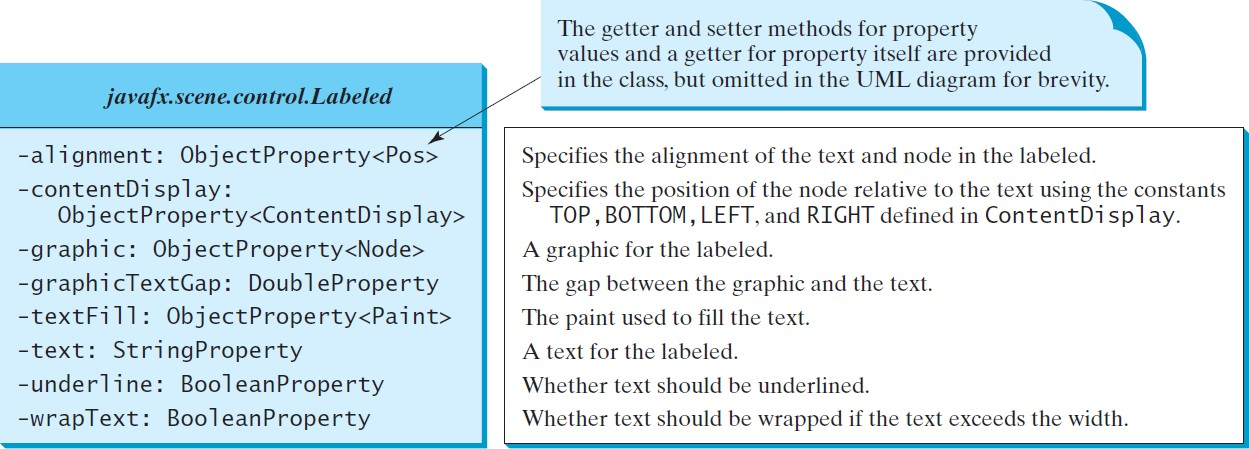 The getter and setter methods for property
values and a getter for property itself are provided
in the class, but omitted in the UML diagram for brevity.
javafx.scene.control.Labeled
-alignment: ObjectProperty<Pos>
Specifies the alignment of the text and node in the labeled.
-contentDisplay:
Specifies the position of the node relative to the text using the constants
ObjectProperty<ContentDisplay>
TOP, BOTTOM, LEFT, and RIGHT defined in ContentDisplay.
-graphic: ObjectProperty<Node>
A graphic for the labeled.
-graphicTextGap: DoubleProperty
The gap between the graphic and the text.
-textFill: ObjectProperty<Paint>
The paint used to fill the text.
-text: StringProperty
A text for the labeled.
-underline: BooleanProperty
Whether text should be underlined.
-wrapText: BooleanProperty
Whether text should be wrapped if the text exceeds the width.